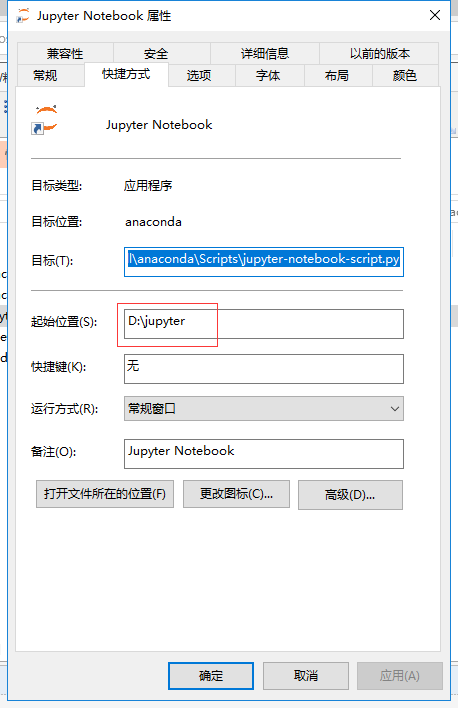 Jupyter Notebook 属性
兼容性 安全 详细信息 以前的版本
常规 快捷方式 选项 字体 布局 颜色
Jupyter Notebook
目标类型: 应用程序
目标位置: anaconda
目标(T): l\anaconda\Scripts\jupyter-notebook-script.py
起始位置(S): D:\jupyter
快捷键(K): 无
运行方式(R): 常规窗口
备注(O): Jupyter Notebook
打开文件所在的位置(F) 更改图标(C)... 高级(D)...
确定 取消 应用(A)